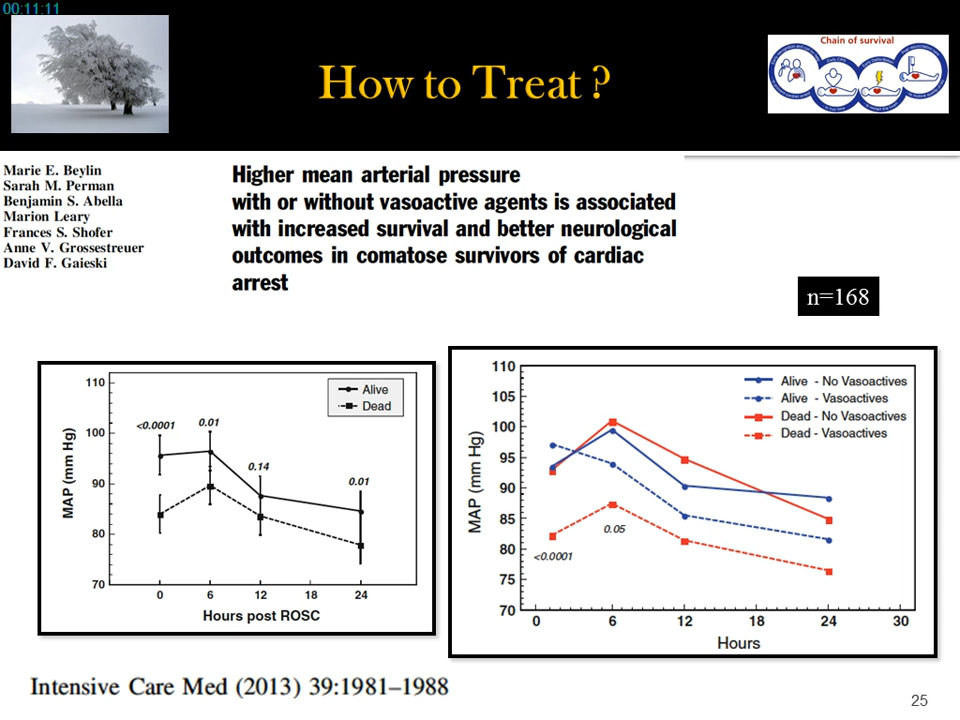 00:11:11
How to Treat ?
Chain of survival
Marie E. Beylin
Sarah M. Perman
Benjamin S. Abella
Marion Leary
Frances S. Shofer
Anne V. Grossestreuer
David F. Gaieski
Higher mean arterial pressure
with or without vasoactive agents is associated
with increased survival and better neurological
outcomes in comatose survivors of cardiac
arrest
n=168
MAP (mm Hg)
110
100
90
80
70
Alive
Dead
<0.0001
0.01
0.14
0.01
0 6 12 18 24
Hours post ROSC
MAP (mm Hg)
110
105
100
95
90
85
80
75
70
Alive - No Vasoactives
Alive - Vasoactives
Dead - No Vasoactives
Dead - Vasoactives
<0.0001
0.05
0 6 12 18 24 30
Hours
Intensive Care Med (2013) 39:1981–1988
25